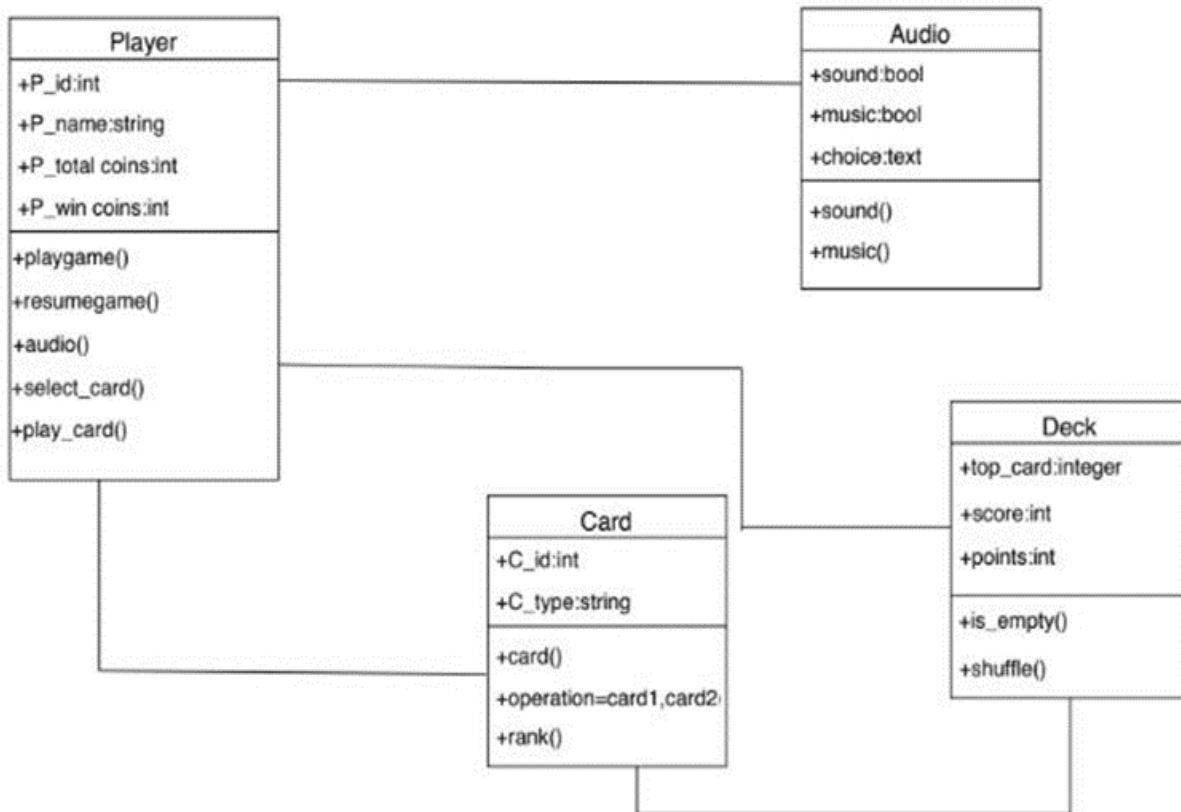 Player
+P_id:int
+P_name:string
+P_total coins:int
+P_win coins:int
+playgame()
+resumegame()
+audio()
+select_card()
+play_card()
Audio
+sound:bool
+music:bool
+choice:text
+sound()
+music()
Card
+C_id:int
+C_type:string
+card()
+operation=card1,card2
+rank()
Deck
+top_card:integer
+score:int
+points:int
+is_empty()
+shuffle()